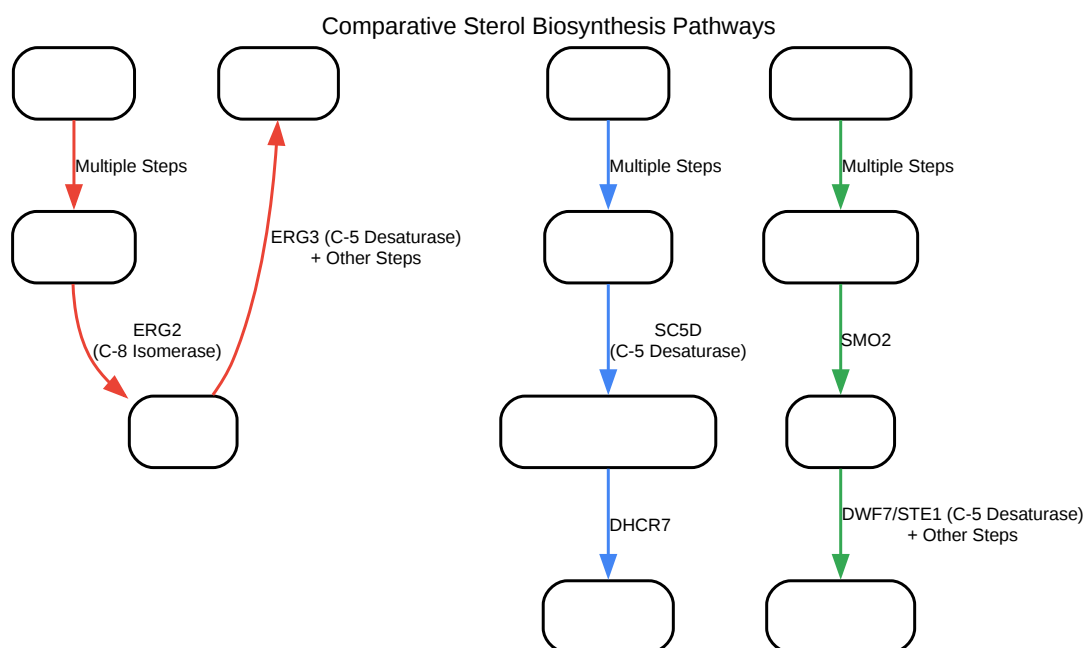 Comparative Sterol Biosynthesis Pathways
Multiple Steps
Multiple Steps
Multiple Steps
ERG3 (C-5 Desaturase)
+ Other Steps
ERG2
(C-8 Isomerase)
SC5D
(C-5 Desaturase)
SMO2
DHCR7
DWF7/STE1 (C-5 Desaturase)
+ Other Steps